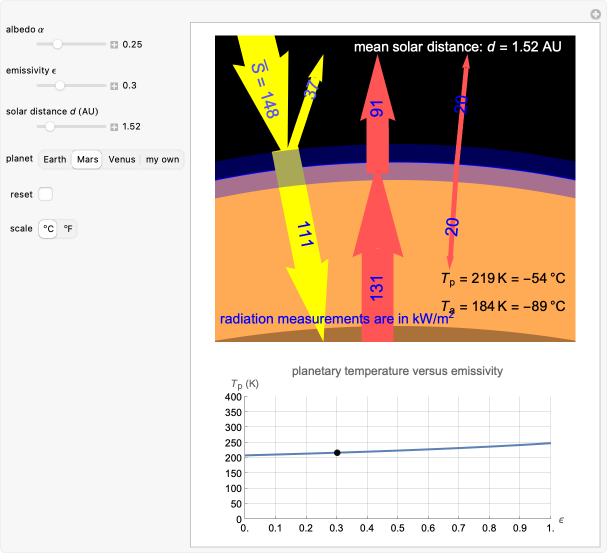 albedo α 0.25
emissivity ϵ 0.3
solar distance d (AU) 1.52
planet Earth Mars Venus my own
reset
scale °C °F
mean solar distance: d = 1.52 AU
S̅ = 148
37
91
20
111
131
20
Tp = 219 K = −54 °C
Ta = 184 K = −89 °C
radiation measurements are in kW/m²
planetary temperature versus emissivity
Tp (K)
400
350
300
250
200
150
100
50
0
0. 0.1 0.2 0.3 0.4 0.5 0.6 0.7 0.8 0.9 1. ϵ